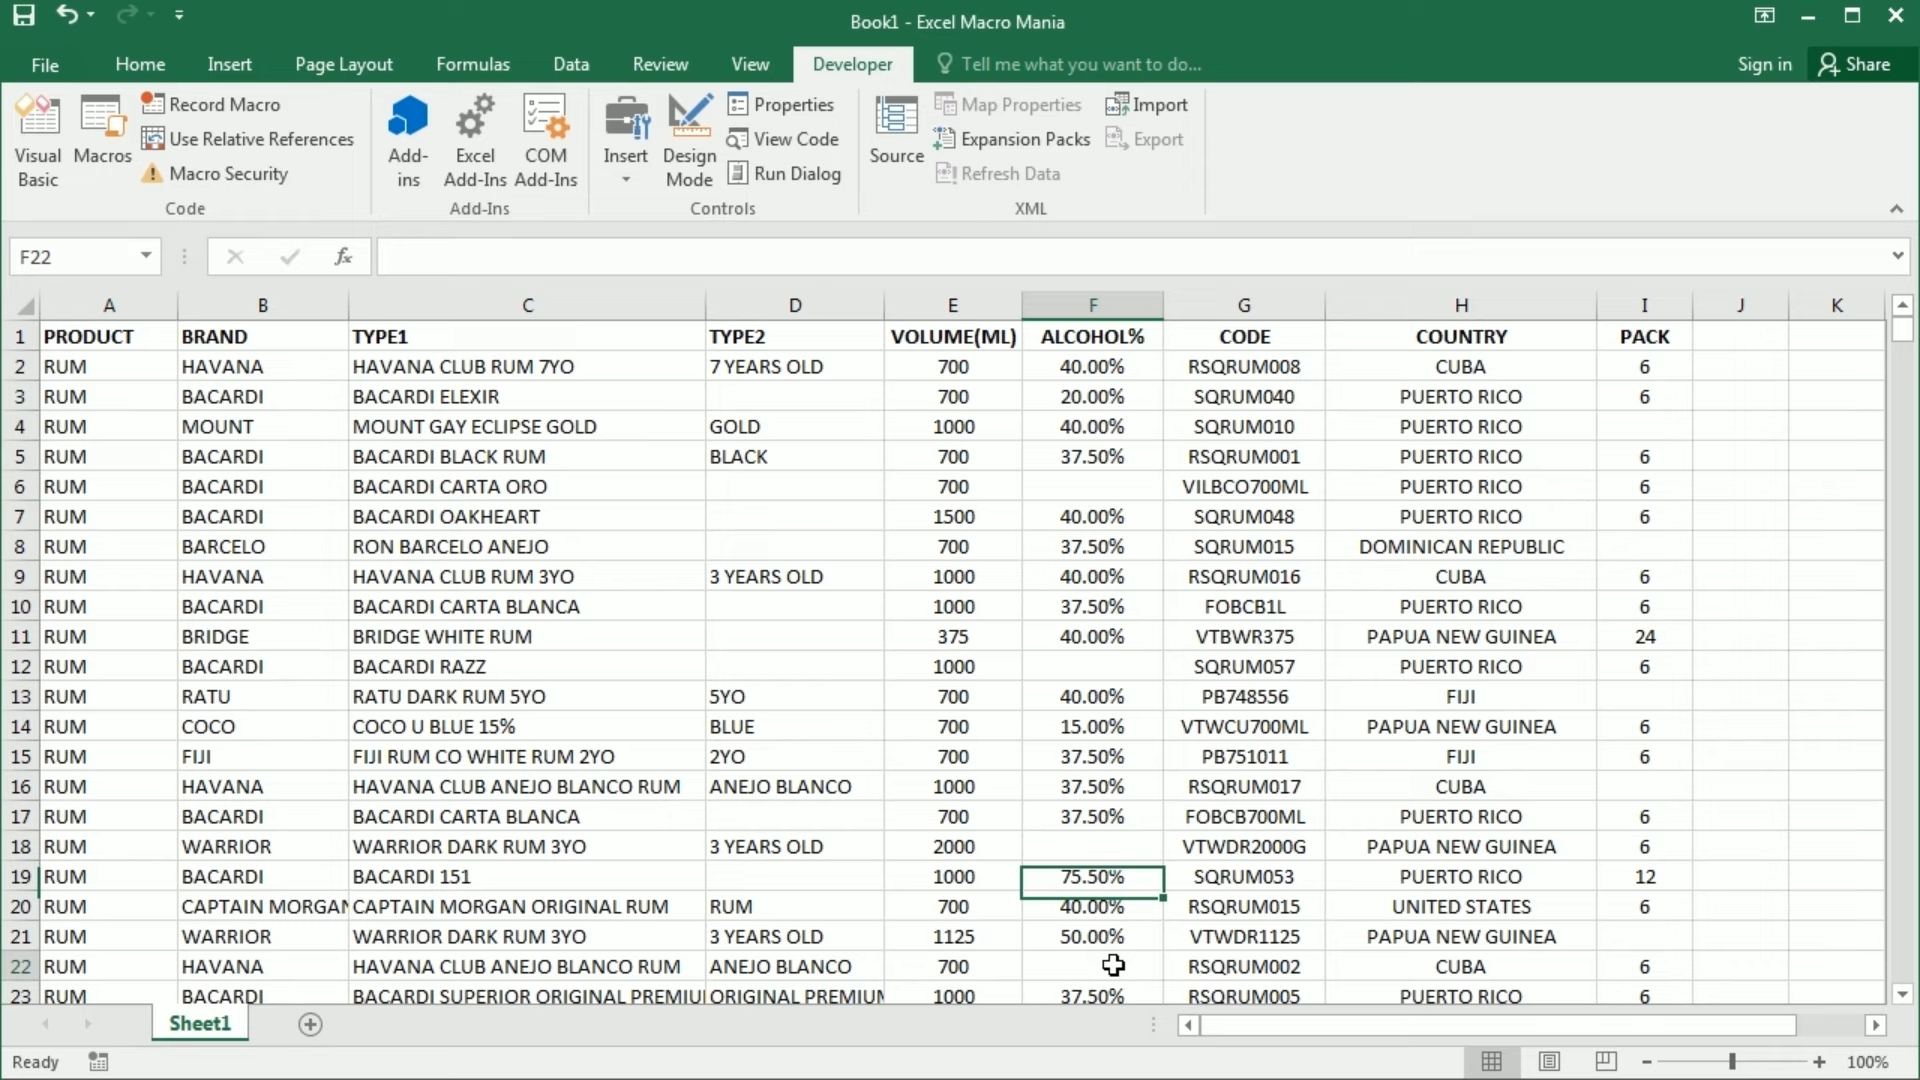 Book1 - Excel Macro Mania
File Home Insert Page Layout Formulas Data Review View Developer Tell me what you want to do... Sign in Share
Visual Basic
Macros
Record Macro
Use Relative References
Macro Security
Code
Add-ins
Excel Add-Ins
COM Add-Ins
Add-Ins
Insert
Design Mode
Properties
View Code
Run Dialog
Controls
Source
Map Properties
Expansion Packs
Refresh Data
Import
Export
XML
F22 fx
A B C D E F G H I J K
1 PRODUCT BRAND TYPE1 TYPE2 VOLUME(ML) ALCOHOL% CODE COUNTRY PACK
2 RUM HAVANA HAVANA CLUB RUM 7YO 7 YEARS OLD 700 40.00% RSQRUM008 CUBA 6
3 RUM BACARDI BACARDI ELEXIR 700 20.00% SQRUM040 PUERTO RICO 6
4 RUM MOUNT MOUNT GAY ECLIPSE GOLD GOLD 1000 40.00% SQRUM010 PUERTO RICO
5 RUM BACARDI BACARDI BLACK RUM BLACK 700 37.50% RSQRUM001 PUERTO RICO 6
6 RUM BACARDI BACARDI CARTA ORO 700 VILBCO700ML PUERTO RICO 6
7 RUM BACARDI BACARDI OAKHEART 1500 40.00% SQRUM048 PUERTO RICO 6
8 RUM BARCELO RON BARCELO ANEJO 700 37.50% SQRUM015 DOMINICAN REPUBLIC
9 RUM HAVANA HAVANA CLUB RUM 3YO 3 YEARS OLD 1000 40.00% RSQRUM016 CUBA 6
10 RUM BACARDI BACARDI CARTA BLANCA 1000 37.50% FOBCB1L PUERTO RICO 6
11 RUM BRIDGE BRIDGE WHITE RUM 375 40.00% VTBWR375 PAPUA NEW GUINEA 24
12 RUM BACARDI BACARDI RAZZ 1000 SQRUM057 PUERTO RICO 6
13 RUM RATU RATU DARK RUM 5YO 5YO 700 40.00% PB748556 FIJI
14 RUM COCO COCO U BLUE 15% BLUE 700 15.00% VTWCU700ML PAPUA NEW GUINEA 6
15 RUM FIJI FIJI RUM CO WHITE RUM 2YO 2YO 700 37.50% PB751011 FIJI 6
16 RUM HAVANA HAVANA CLUB ANEJO BLANCO RUM ANEJO BLANCO 1000 37.50% RSQRUM017 CUBA
17 RUM BACARDI BACARDI CARTA BLANCA 700 37.50% FOBCB700ML PUERTO RICO 6
18 RUM WARRIOR WARRIOR DARK RUM 3YO 3 YEARS OLD 2000 VTWDR2000G PAPUA NEW GUINEA 6
19 RUM BACARDI BACARDI 151 1000 75.50% SQRUM053 PUERTO RICO 12
20 RUM CAPTAIN MORGAN CAPTAIN MORGAN ORIGINAL RUM RUM 700 40.00% RSQRUM015 UNITED STATES 6
21 RUM WARRIOR WARRIOR DARK RUM 3YO 3 YEARS OLD 1125 50.00% VTWDR1125 PAPUA NEW GUINEA
22 RUM HAVANA HAVANA CLUB ANEJO BLANCO RUM ANEJO BLANCO 700 RSQRUM002 CUBA 6
23 RUM BACARDI BACARDI SUPERIOR ORIGINAL PREMIU ORIGINAL PREMIUM 1000 37.50% RSQRUM005 PUERTO RICO 6
Sheet1
Ready 100%